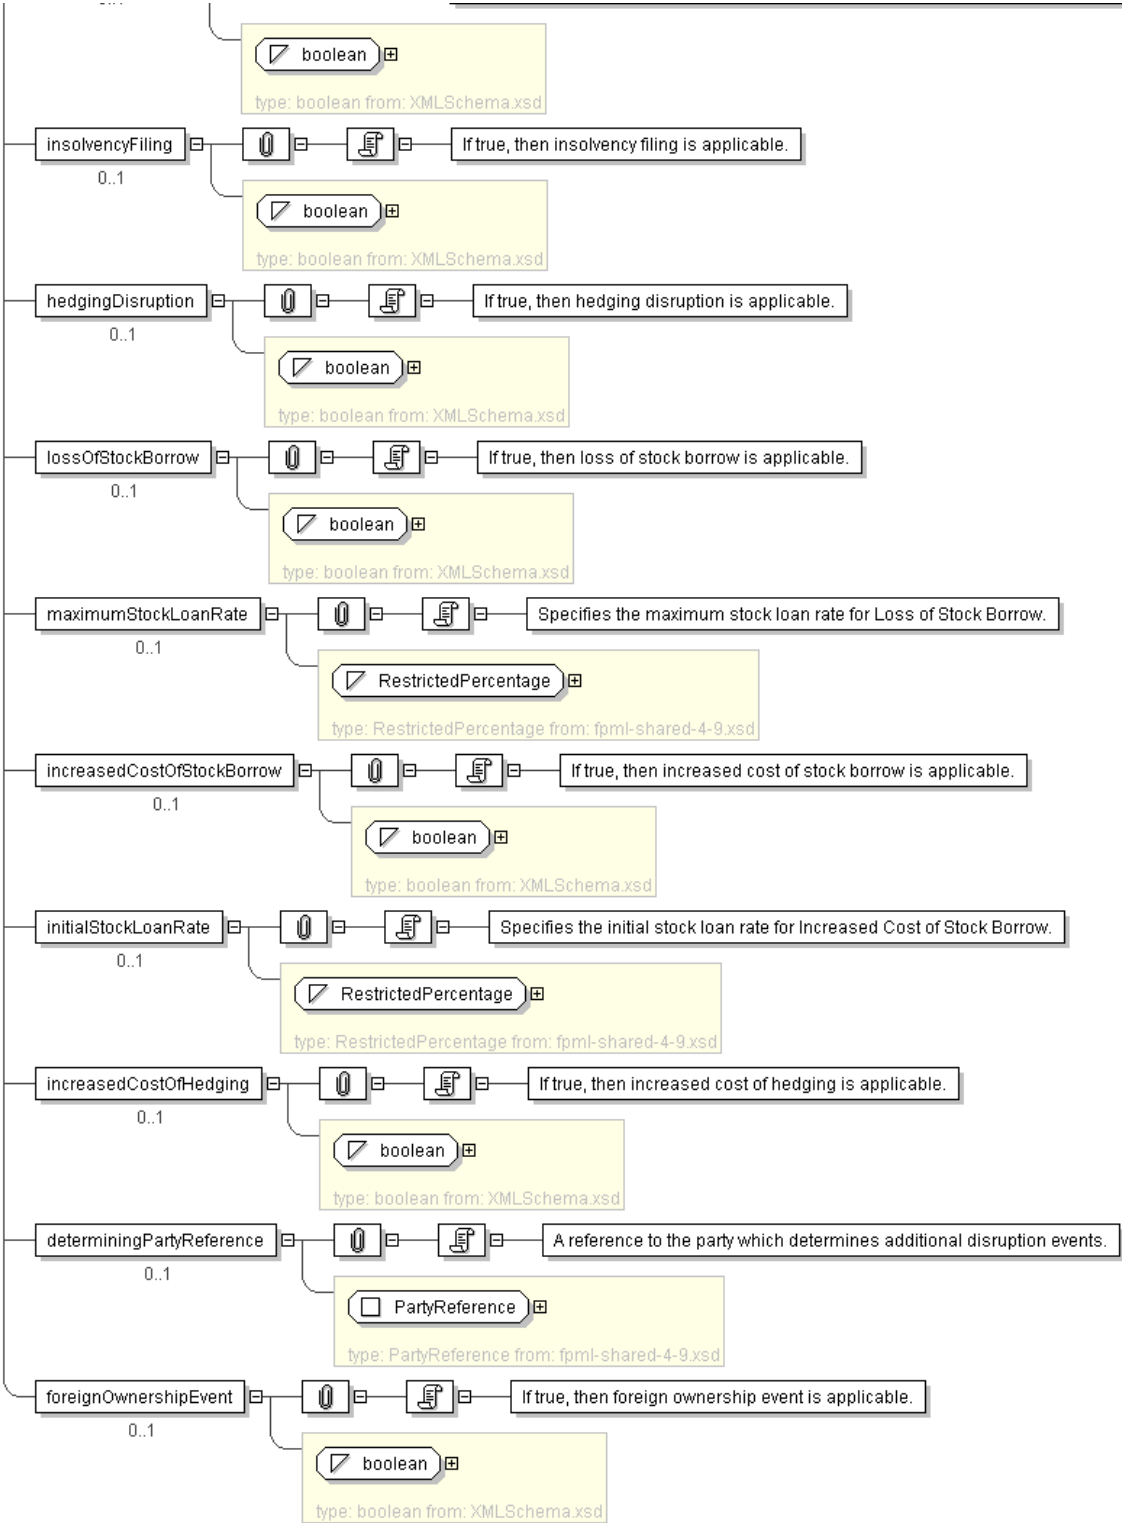 boolean
type: boolean from: XMLSchema.xsd
insolvencyFiling
If true, then insolvency filing is applicable.
0..1
boolean
type: boolean from: XMLSchema.xsd
hedgingDisruption
If true, then hedging disruption is applicable.
0..1
boolean
type: boolean from: XMLSchema.xsd
lossOfStockBorrow
If true, then loss of stock borrow is applicable.
0..1
boolean
type: boolean from: XMLSchema.xsd
maximumStockLoanRate
Specifies the maximum stock loan rate for Loss of Stock Borrow.
0..1
RestrictedPercentage
type: RestrictedPercentage from: fpml-shared-4-9.xsd
increasedCostOfStockBorrow
If true, then increased cost of stock borrow is applicable.
0..1
boolean
type: boolean from: XMLSchema.xsd
initialStockLoanRate
Specifies the initial stock loan rate for Increased Cost of Stock Borrow.
0..1
RestrictedPercentage
type: RestrictedPercentage from: fpml-shared-4-9.xsd
increasedCostOfHedging
If true, then increased cost of hedging is applicable.
0..1
boolean
type: boolean from: XMLSchema.xsd
determiningPartyReference
A reference to the party which determines additional disruption events.
0..1
PartyReference
type: PartyReference from: fpml-shared-4-9.xsd
foreignOwnershipEvent
If true, then foreign ownership event is applicable.
0..1
boolean
type: boolean from: XMLSchema.xsd